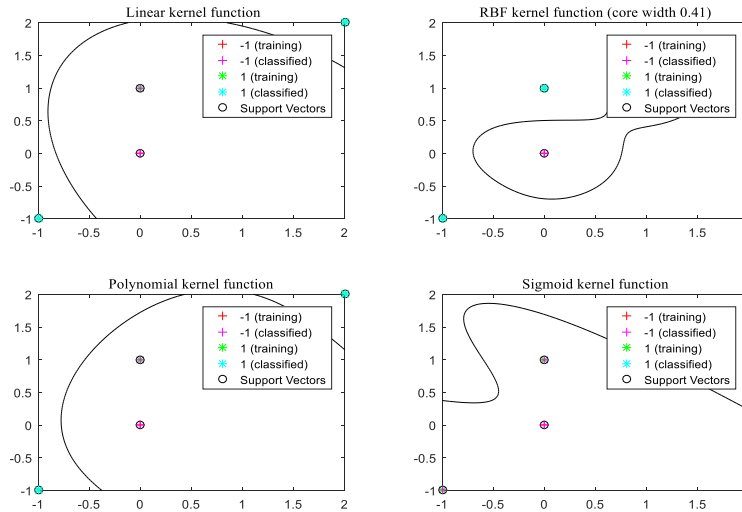 Linear kernel function
2
1.5
1
0.5
0
-0.5
-1
-1 -0.5 0 0.5 1 1.5 2
-1 (training)
-1 (classified)
1 (training)
1 (classified)
Support Vectors
RBF kernel function (core width 0.41)
2
1.5
1
0.5
0
-0.5
-1
-1 -0.5 0 0.5 1 1.5
-1 (training)
-1 (classified)
1 (training)
1 (classified)
Support Vectors
Polynomial kernel function
2
1.5
1
0.5
0
-0.5
-1
-1 -0.5 0 0.5 1 1.5 2
-1 (training)
-1 (classified)
1 (training)
1 (classified)
Support Vectors
Sigmoid kernel function
2
1.5
1
0.5
0
-0.5
-1
-1 -0.5 0 0.5 1 1.5
-1 (training)
-1 (classified)
1 (training)
1 (classified)
Support Vectors